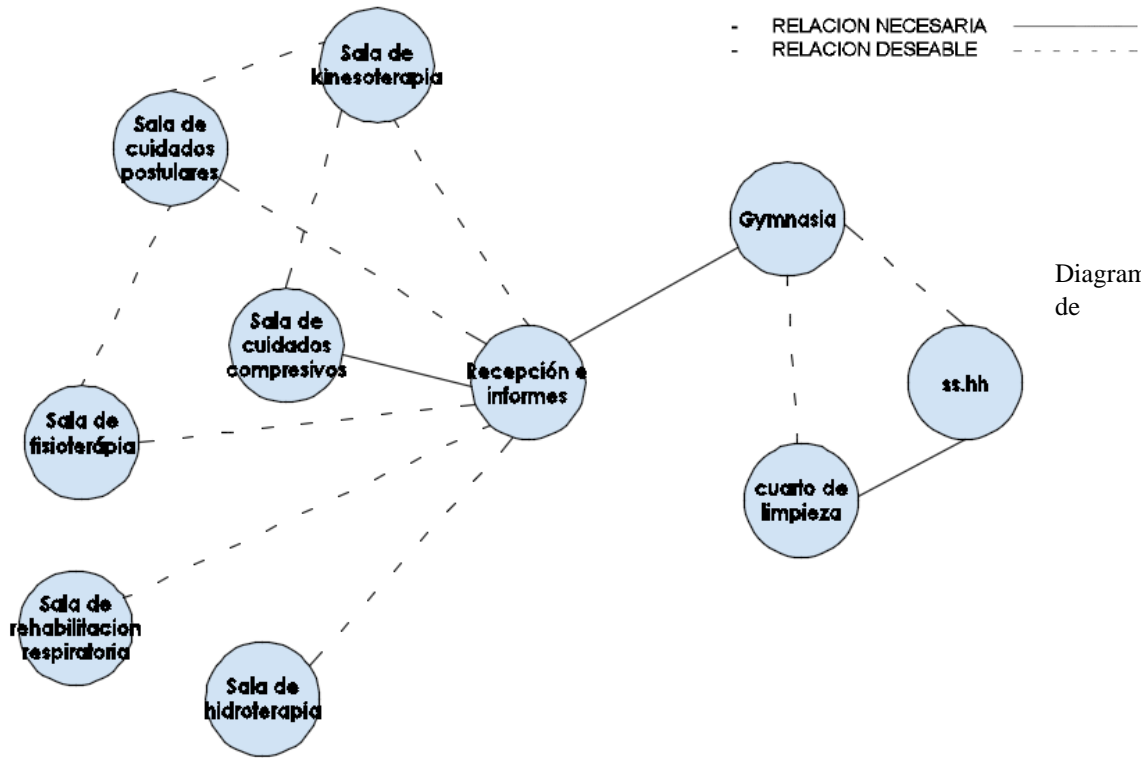 - RELACION NECESARIA
- RELACION DESEABLE
Sala de
kinesoterapia
Sala de
cuidados
postulares
Gymnasia
Diagram
de
Sala de
cuidados
compresivos
Recepción e
informes
ss.hh
Sala de
fisioterápia
cuarto de
limpieza
Sala de
rehabilitacion
respiratoria
Sala de
hidroterapia